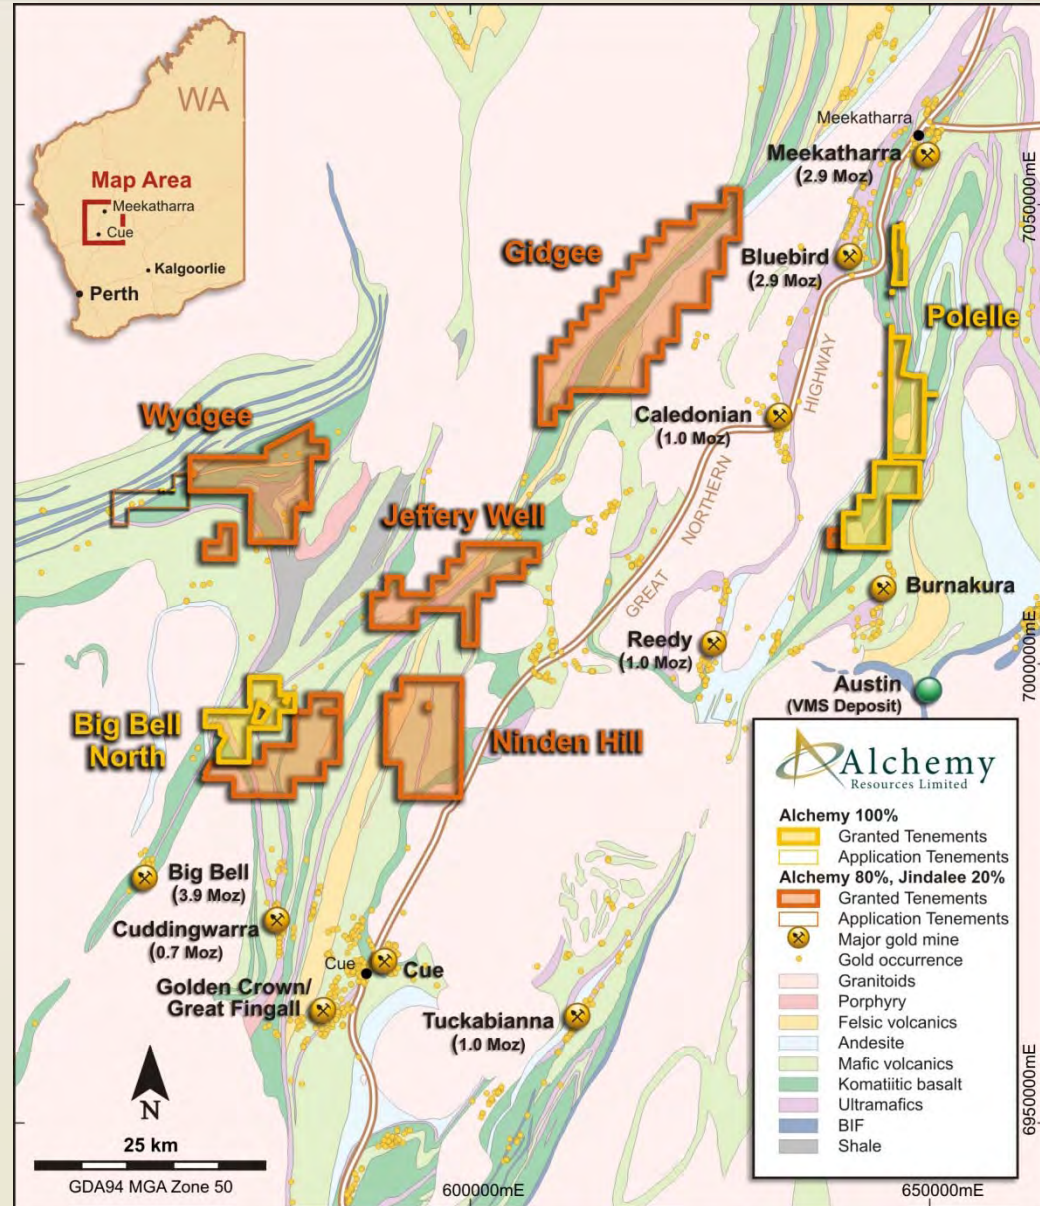 WA
Map Area
Meekatharra
Cue
Kalgoorlie
Perth
Meekatharra
Meekatharra
(2.9 Moz)
7050000mE
Gidgee
Bluebird
(2.9 Moz)
Polelle
HIGHWAY
Wydgee
Caledonian
(1.0 Moz)
NORTHERN
Jeffery Well
GREAT
Burnakura
Reedy
(1.0 Moz)
7000000mE
Austin
(VMS Deposit)
Big Bell
North
Ninden Hill
Big Bell
(3.9 Moz)
Cuddingwarra
(0.7 Moz)
Cue
Cue
Golden Crown/
Great Fingall
Tuckabianna
(1.0 Moz)
N
25 km
GDA94 MGA Zone 50
600000mE
650000mE
6950000mE
Alchemy
Resources Limited
Alchemy 100%
Granted Tenements
Application Tenements
Alchemy 80%, Jindalee 20%
Granted Tenements
Application Tenements
Major gold mine
Gold occurrence
Granitoids
Porphyry
Felsic volcanics
Andesite
Mafic volcanics
Komatiitic basalt
Ultramafics
BIF
Shale